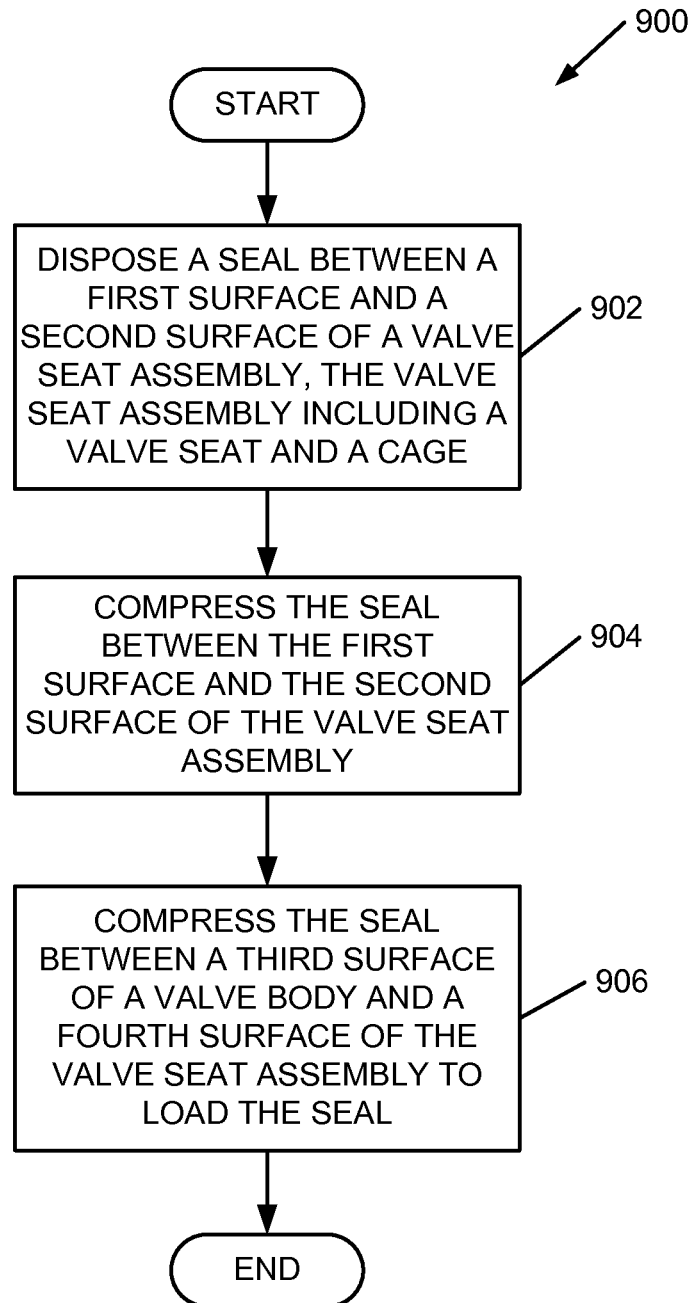 900
START
DISPOSE A SEAL BETWEEN A
FIRST SURFACE AND A
SECOND SURFACE OF A VALVE
SEAT ASSEMBLY, THE VALVE
SEAT ASSEMBLY INCLUDING A
VALVE SEAT AND A CAGE
902
COMPRESS THE SEAL
BETWEEN THE FIRST
SURFACE AND THE SECOND
SURFACE OF THE VALVE SEAT
ASSEMBLY
904
COMPRESS THE SEAL
BETWEEN A THIRD SURFACE
OF A VALVE BODY AND A
FOURTH SURFACE OF THE
VALVE SEAT ASSEMBLY TO
LOAD THE SEAL
906
END